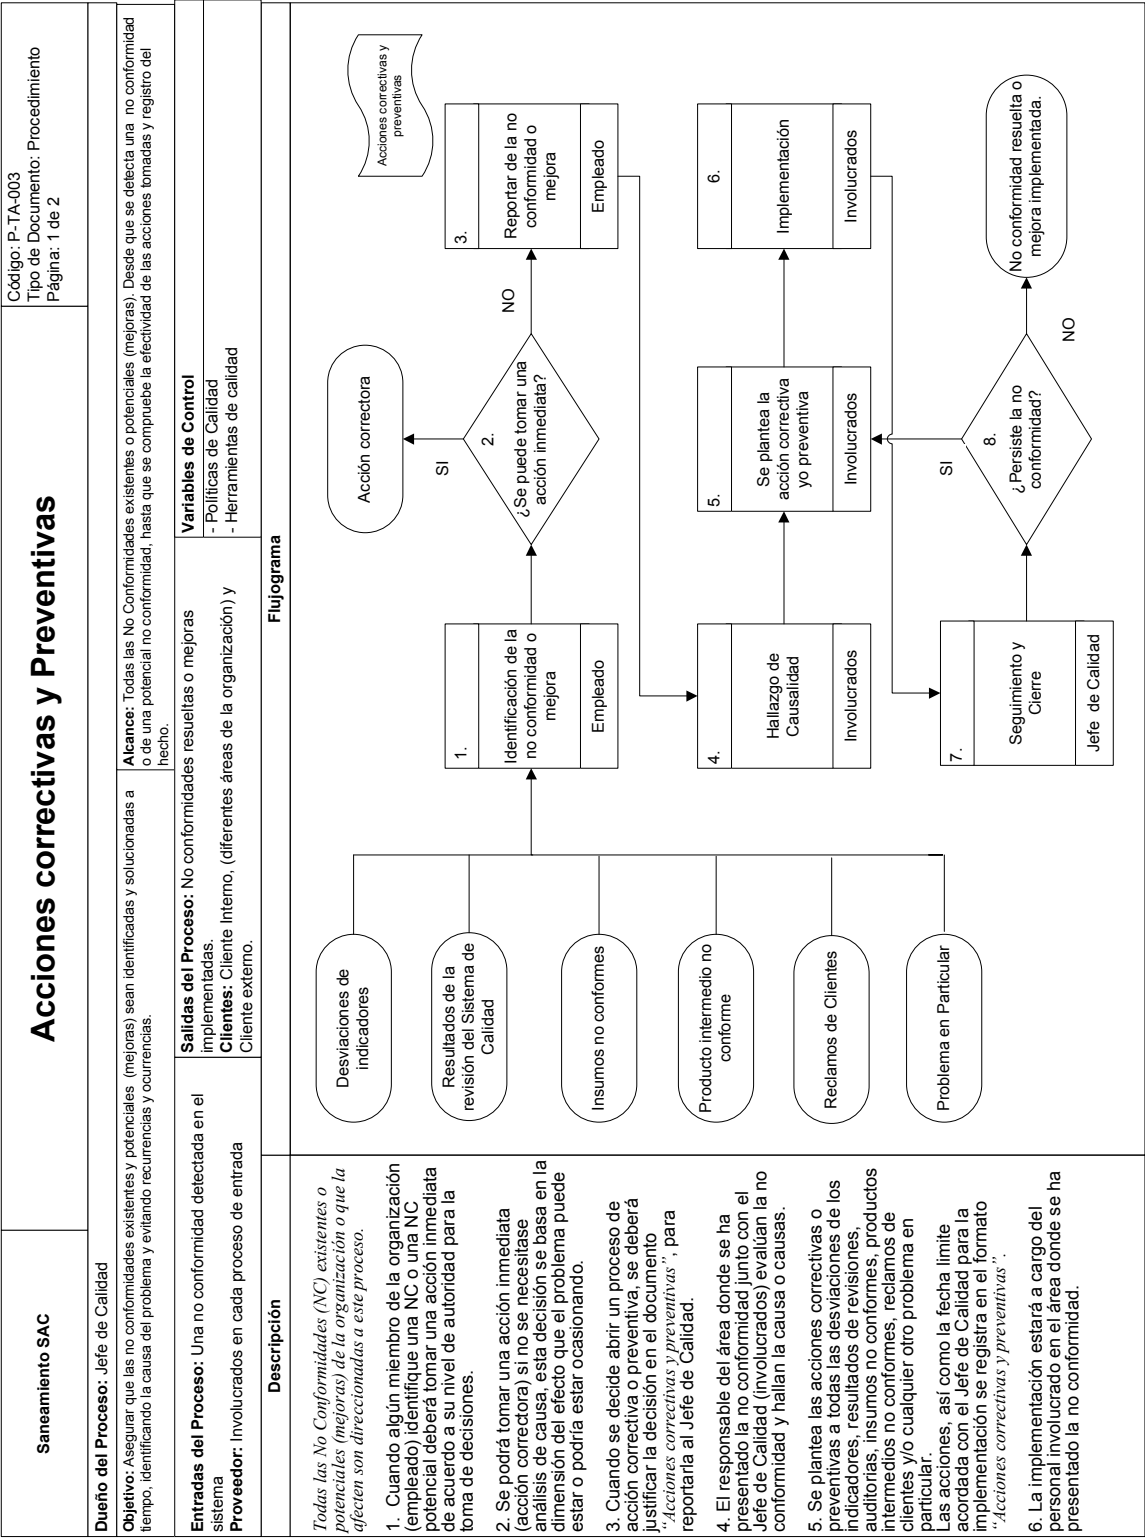 Saneamiento SAC
Acciones correctivas y Preventivas
Código: P-TA-003
Tipo de Documento: Procedimiento
Página: 1 de 2
Dueño del Proceso: Jefe de Calidad
Objetivo: Asegurar que las no conformidades existentes y potenciales (mejoras) sean identificadas y solucionadas a
tiempo, identificando la causa del problema y evitando recurrencias y ocurrencias.
Alcance: Todas las No Conformidades existentes o potenciales (mejoras). Desde que se detecta una no conformidad
o de una potencial no conformidad, hasta que se compruebe la efectividad de las acciones tomadas y registro del
hecho.
Entradas del Proceso: Una no conformidad detectada en el
sistema
Proveedor: Involucrados en cada proceso de entrada
Salidas del Proceso: No conformidades resueltas o mejoras
implementadas.
Clientes: Cliente Interno, (diferentes áreas de la organización) y
Cliente externo.
Variables de Control
- Políticas de Calidad
- Herramientas de calidad
Descripción
Flujograma
Todas las No Conformidades (NC) existentes o
potenciales (mejoras) de la organización o que la
afecten son direccionadas a este proceso.
1. Cuando algún miembro de la organización
(empleado) identifique una NC o una NC
potencial deberá tomar una acción inmediata
de acuerdo a su nivel de autoridad para la
toma de decisiones.
2. Se podrá tomar una acción inmediata
(acción correctora) si no se necesitase
análisis de causa, esta decisión se basa en la
dimensión del efecto que el problema puede
estar o podría estar ocasionando.
3. Cuando se decide abrir un proceso de
acción correctiva o preventiva, se deberá
justificar la decisión en el documento
“Acciones correctivas y preventivas”, para
reportarla al Jefe de Calidad.
4. El responsable del área donde se ha
presentado la no conformidad junto con el
Jefe de Calidad (involucrados) evalúan la no
conformidad y hallan la causa o causas.
5. Se plantea las acciones correctivas o
preventivas a todas las desviaciones de los
indicadores, resultados de revisiones,
auditorias, insumos no conformes, productos
intermedios no conformes, reclamos de
clientes y/o cualquier otro problema en
particular.
Las acciones, así como la fecha limite
acordada con el Jefe de Calidad para la
implementación se registra en el formato
“Acciones correctivas y preventivas”.
6. La implementación estará a cargo del
personal involucrado en el área donde se ha
presentado la no conformidad.
Desviaciones de
indicadores
Resultados de la
revisión del Sistema de
Calidad
Insumos no conformes
Producto intermedio no
conforme
Reclamos de Clientes
Problema en Particular
1.
Identificación de la
no conformidad o
mejora
Empleado
Acción correctora
SI
2.
¿Se puede tomar una
acción inmediata?
NO
3.
Reportar de la no
conformidad o
mejora
Empleado
Acciones correctivas y
preventivas
4.
Hallazgo de
Causalidad
Involucrados
5.
Se plantea la
acción correctiva
yo preventiva
Involucrados
6.
Implementación
Involucrados
7.
Seguimiento y
Cierre
Jefe de Calidad
SI
8.
¿Persiste la no
conformidad?
NO
No conformidad resuelta o
mejora implementada.